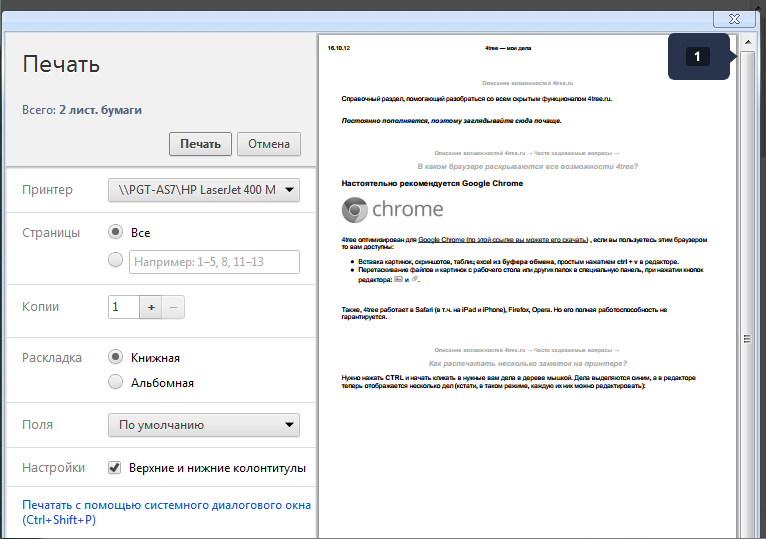 Печать
Всего: 2 лист. бумаги
Печать
Отмена
Принтер
\\PGT-AS7\HP LaserJet 400 M
Страницы
Все
Например: 1–5, 8, 11–13
Копии
1
+
−
Раскладка
Книжная
Альбомная
Поля
По умолчанию
Настройки
Верхние и нижние колонтитулы
Печатать с помощью системного диалогового окна
(Ctrl+Shift+P)
16.10.12
4tree — мои дела
1
Описание возможностей 4tree.ru
Справочный раздел, помогающий разобраться со всем скрытым функционалом 4tree.ru.
Постоянно пополняется, поэтому заглядывайте сюда почаще.
Описание возможностей 4tree.ru → Часто задаваемые вопросы →
В каком браузере раскрываются все возможности 4tree?
Настоятельно рекомендуется Google Chrome
chrome
4tree оптимизирован для Google Chrome (по этой ссылке вы можете его скачать) , если вы пользуетесь этим браузером
то вам доступны:
Вставка картинок, скриншотов, таблиц excel из буфера обмена, простым нажатием ctrl + v в редакторе.
Перетаскивание файлов и картинок с рабочего стола или других папок в специальную панель, при нажатии кнопок
редактора: и .
Также, 4tree работает в Safari (в т.ч. на iPad и iPhone), Firefox, Opera. Но его полная работоспособность не
гарантируется.
Описание возможностей 4tree.ru → Часто задаваемые вопросы →
Как распечатать несколько заметок на принтере?
Нужно нажать CTRL и начать кликать в нужные вам дела в дереве мышкой. Дела выделяются синим, а в редакторе
теперь отображается несколько дел (кстати, в таком режиме, каждую их них можно редактировать):